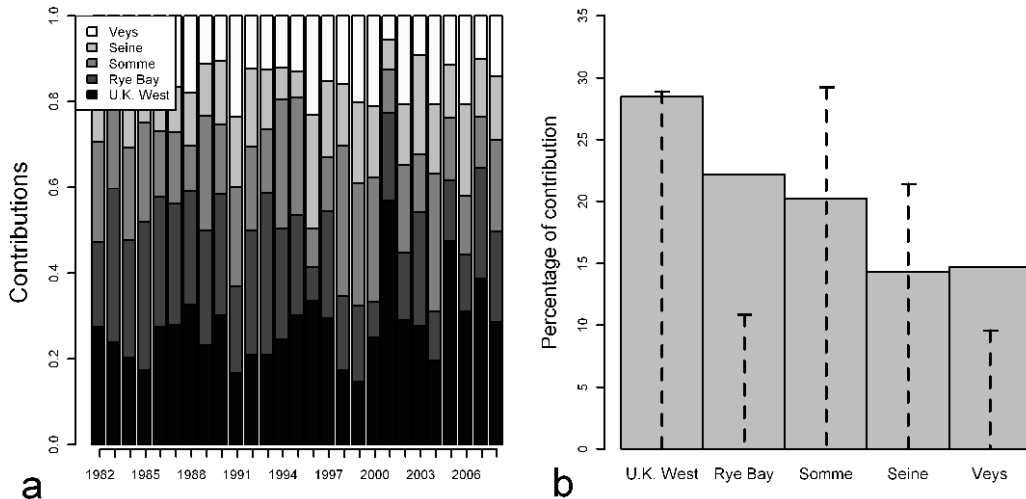 Contributions
1.0
0.8
0.6
0.4
0.2
0.0
Veys
Seine
Somme
Rye Bay
U.K. West
1982 1985 1988 1991 1994 1997 2000 2003 2006
a
Percentage of contribution
35
30
25
20
15
10
5
0
U.K. West Rye Bay Somme Seine Veys
b